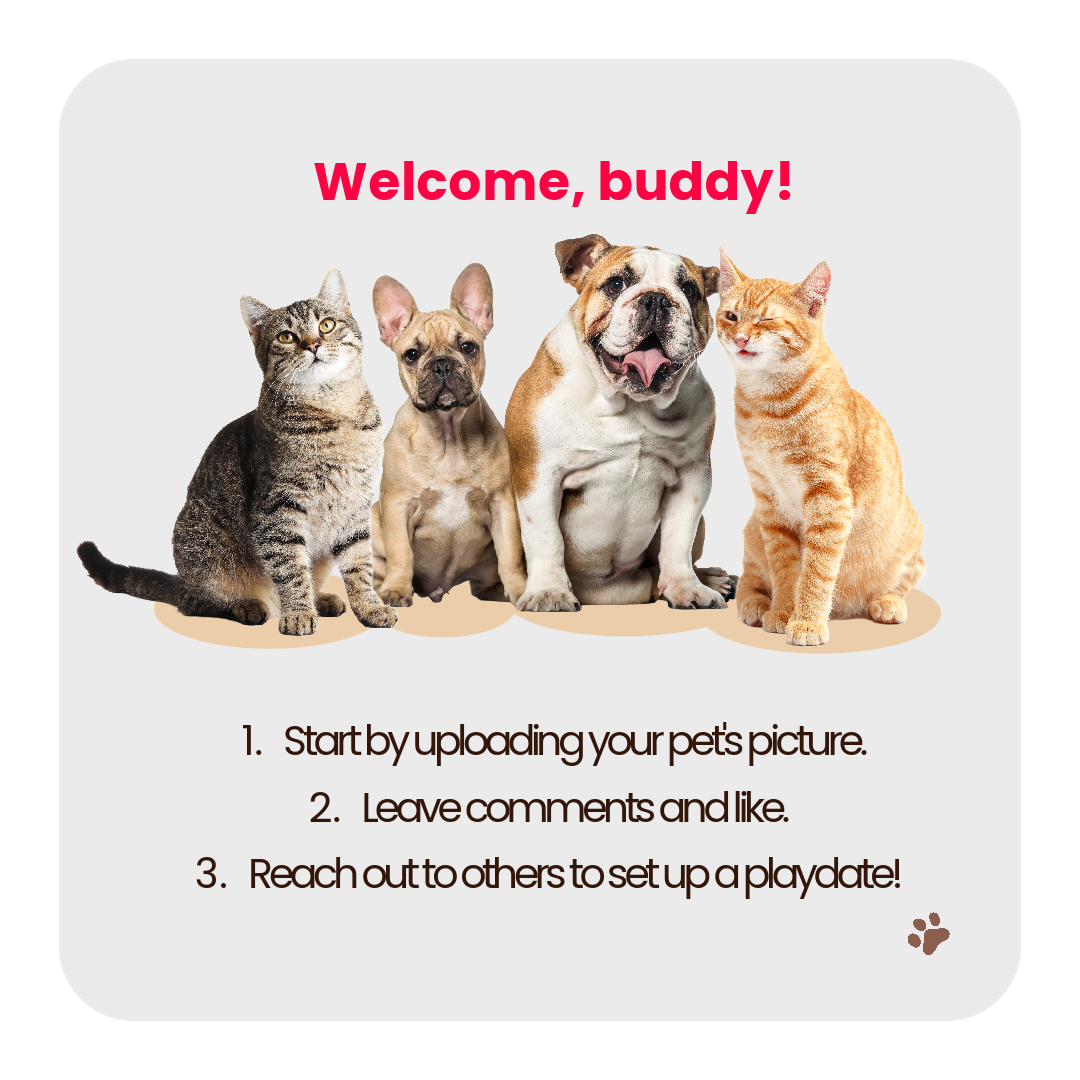 Welcome, buddy!
1. Start by uploading your pet's picture.
2. Leave comments and like.
3. Reach out to others to set up a playdate!